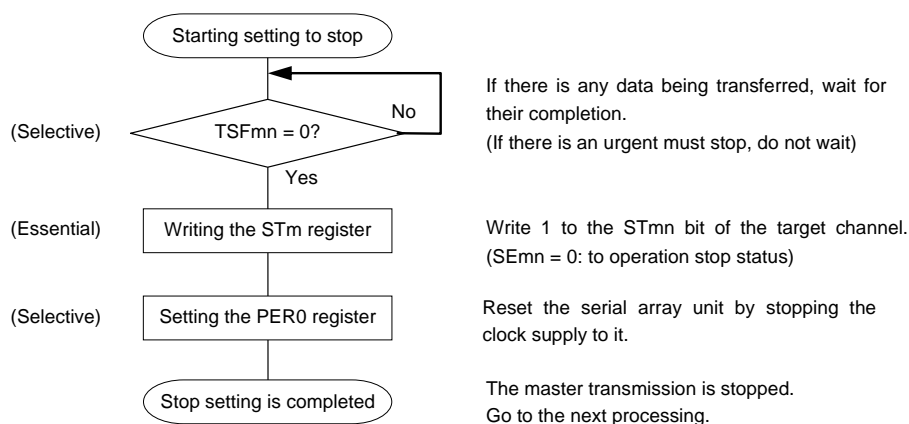 Starting setting to stop
No
If there is any data being transferred, wait for
their completion.
(If there is an urgent must stop, do not wait)
(Selective)
TSFmn = 0?
Yes
(Essential)
Writing the STm register
Write 1 to the STmn bit of the target channel.
(SEmn = 0: to operation stop status)
(Selective)
Setting the PER0 register
Reset the serial array unit by stopping the
clock supply to it.
Stop setting is completed
The master transmission is stopped.
Go to the next processing.